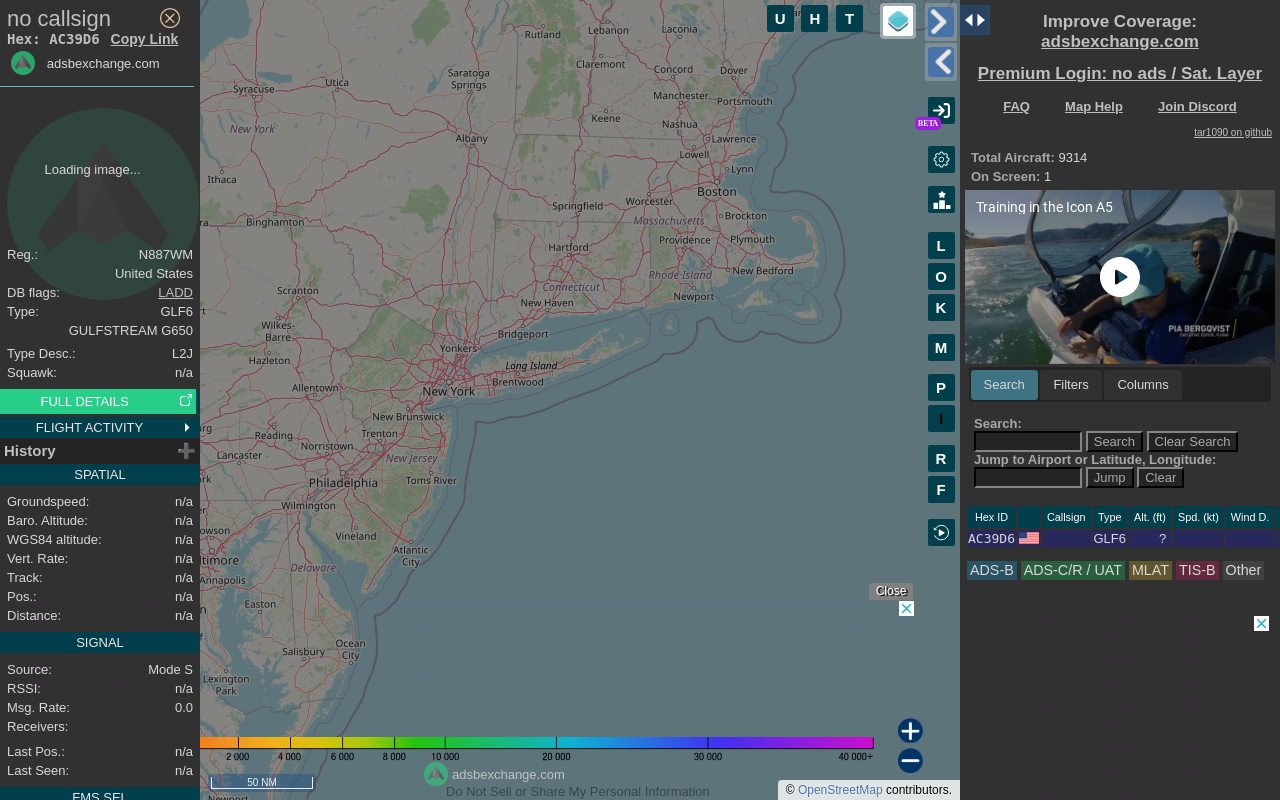 no callsign
Hex: AC39D6 Copy Link
adsbexchange.com
Loading image...
Reg.: N887WM
United States
DB flags: LADD
Type: GLF6
GULFSTREAM G650
Type Desc.: L2J
Squawk: n/a
FULL DETAILS
FLIGHT ACTIVITY
History
SPATIAL
Groundspeed: n/a
Baro. Altitude: n/a
WGS84 altitude: n/a
Vert. Rate: n/a
Track: n/a
Pos.: n/a
Distance: n/a
SIGNAL
Source: Mode S
RSSI: n/a
Msg. Rate: 0.0
Receivers:
Last Pos.: n/a
Last Seen: n/a
FMS SEL
U H T
BETA
L
O
K
M
P
I
R
F
Rutland
Lebanon
Laconia
Claremont
Concord
Dover
Saratoga
Springs
Utica
Syracuse
Manchester
Portsmouth
Keene
Nashua
New York
Albany
Lawrence
Lowell
Lynn
Ithaca
Boston
Worcester
Springfield
Massachusetts
Brockton
Binghamton
Providence
Plymouth
Hartford
Rhode Island
New Bedford
Connecticut
Scranton
Newport
New Haven
Wilkes-
Barre
Bridgeport
Yonkers
Hazleton
Long Island
Brentwood
Allentown
New York
New Brunswick
Reading
Trenton
Norristown
Lancaster
New Jersey
Philadelphia
Toms River
Wilmington
Vineland
Atlantic
City
Delaware
Annapolis
Easton
Ocean
City
Salisbury
Lexington
Park
Close
2 000 4 000 6 000 8 000 10 000 20 000 30 000 40 000+
50 NM
adsbexchange.com
Do Not Sell or Share My Personal Information
© OpenStreetMap contributors.
Improve Coverage:
adsbexchange.com
Premium Login: no ads / Sat. Layer
FAQ Map Help Join Discord
tar1090 on github
Total Aircraft: 9314
On Screen: 1
Training in the Icon A5
PIA BERGQVIST
Search Filters Columns
Search:
Search Clear Search
Jump to Airport or Latitude, Longitude:
Jump Clear
Hex ID Callsign Type Alt. (ft) Spd. (kt) Wind D.
AC39D6 GLF6 ?
ADS-B ADS-C/R / UAT MLAT TIS-B Other